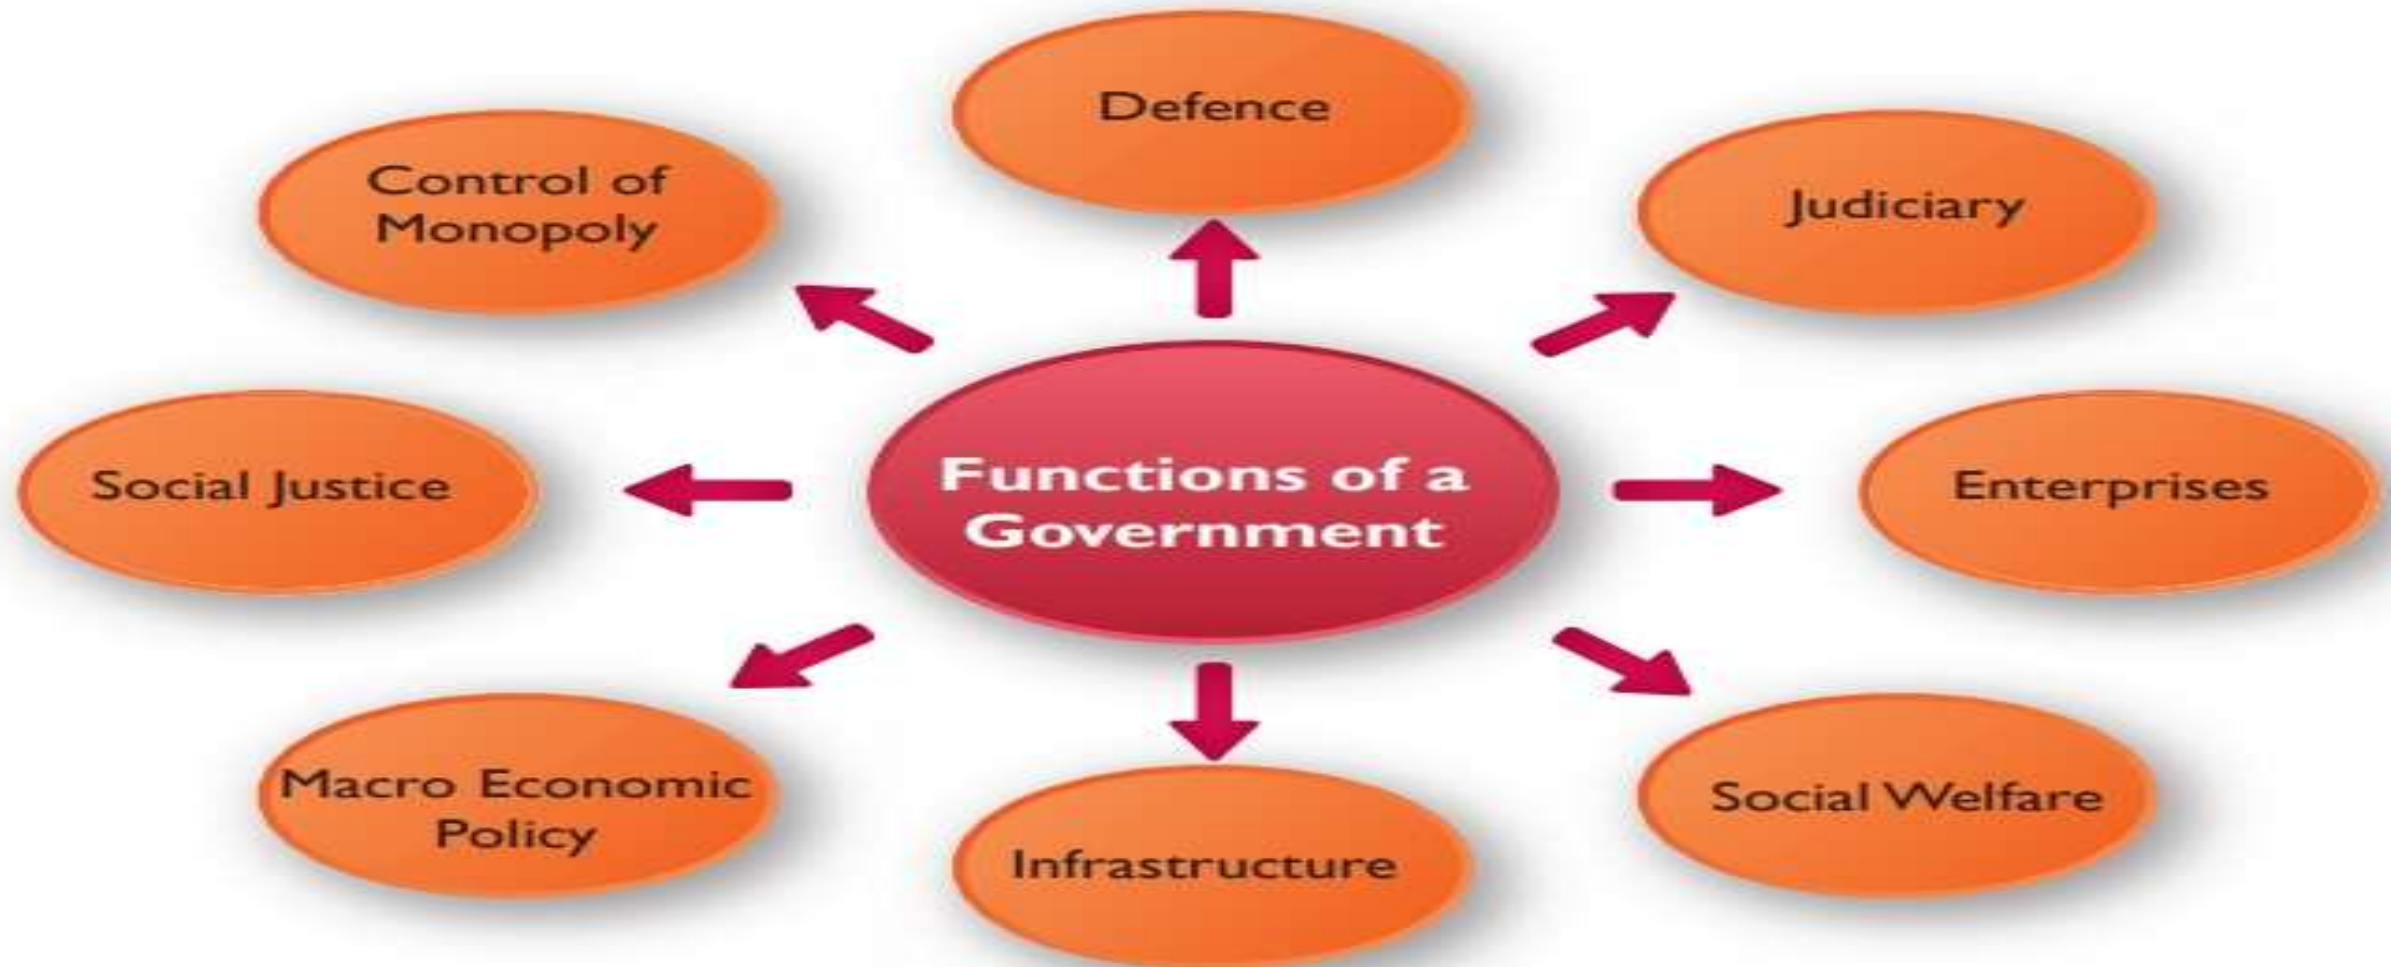 Defence
Control of
Monopoly
Judiciary
Social Justice
Functions of a
Government
Enterprises
Macro Economic
Policy
Infrastructure
Social Welfare